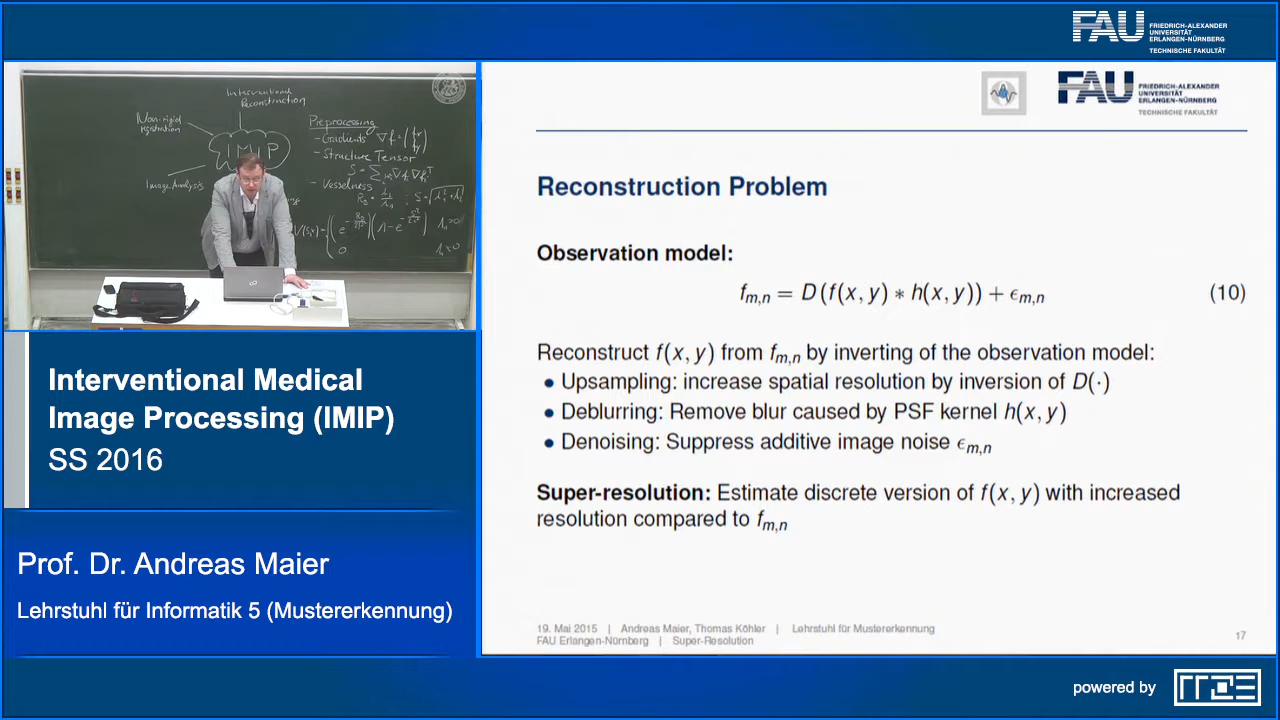 FAU FRIEDRICH-ALEXANDER
UNIVERSITÄT
ERLANGEN-NÜRNBERG
TECHNISCHE FAKULTÄT
Interventional
Reconstruction
Non-rigid
registration
IMIP
Image Analysis
Preprocessing
- Gradients
- Structure Tensor
- Vesselness
Interventional Medical
Image Processing (IMIP)
SS 2016
Prof. Dr. Andreas Maier
Lehrstuhl für Informatik 5 (Mustererkennung)
FAU FRIEDRICH-ALEXANDER
UNIVERSITÄT
ERLANGEN-NÜRNBERG
TECHNISCHE FAKULTÄT
Reconstruction Problem
Observation model:
f_{m,n} = D(f(x, y) ∗ h(x, y)) + ϵ_{m,n} (10)
Reconstruct f(x, y) from f_{m,n} by inverting of the observation model:
• Upsampling: increase spatial resolution by inversion of D(·)
• Deblurring: Remove blur caused by PSF kernel h(x, y)
• Denoising: Suppress additive image noise ϵ_{m,n}
Super-resolution: Estimate discrete version of f(x, y) with increased
resolution compared to f_{m,n}
19. Mai 2015 | Andreas Maier, Thomas Köhler | Lehrstuhl für Mustererkennung
FAU Erlangen-Nürnberg | Super-Resolution
17
powered by